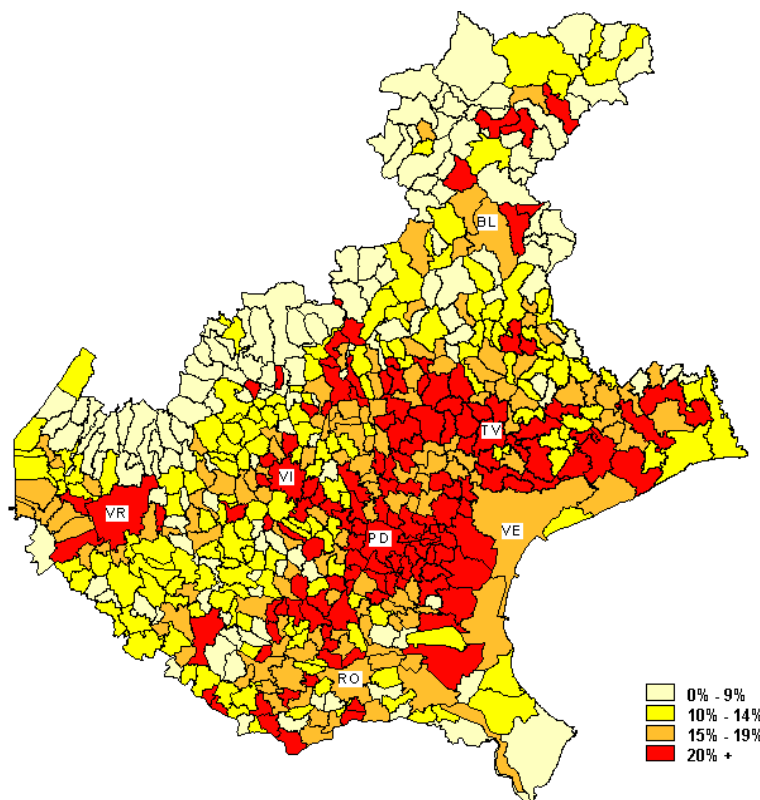 BL
TV
VI
VR
PD
VE
RO
0% - 9%
10% - 14%
15% - 19%
20% +